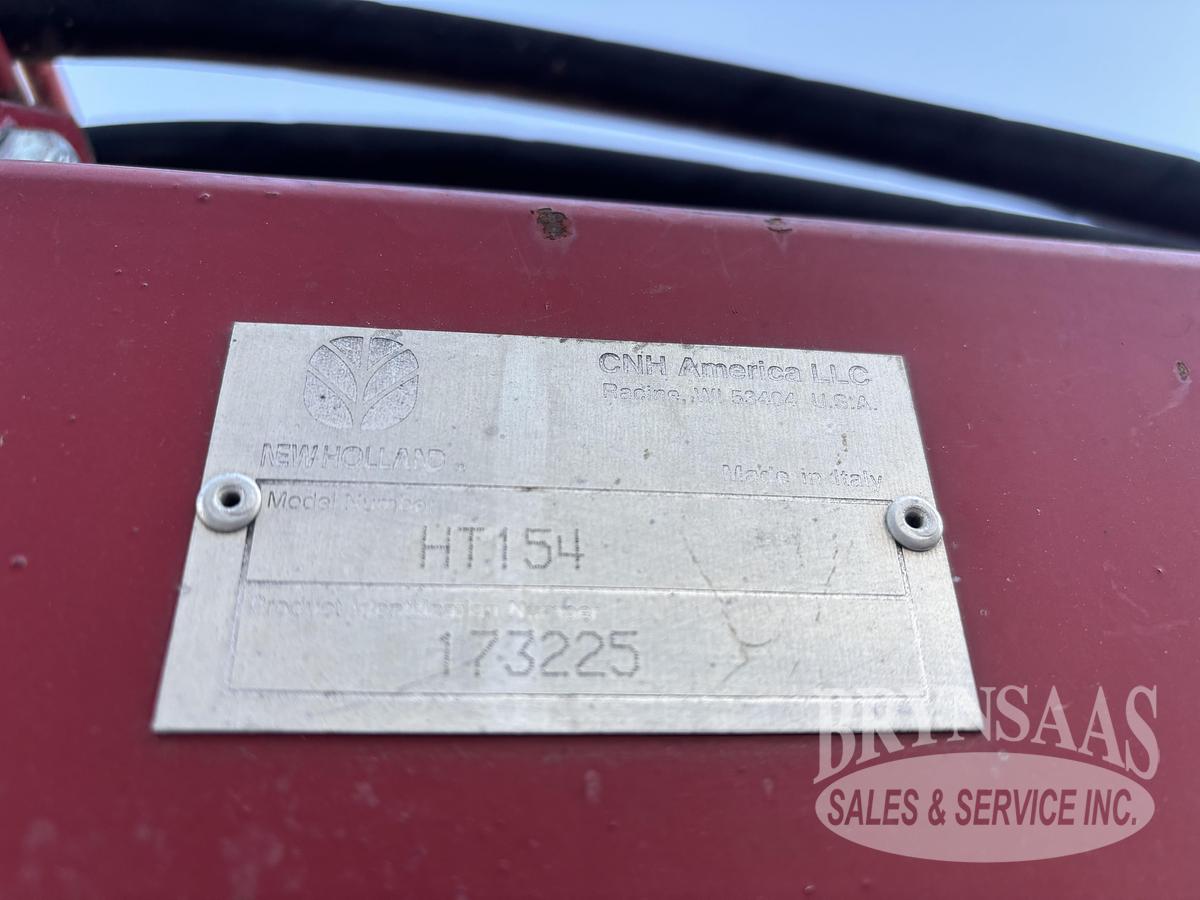 NEW HOLLAND
CNH America LLC
Racine, WI 53404 U.S.A.
Made in Italy
Model Number
HT154
Product Identification Number
173225
BRYNSAAS
SALES & SERVICE INC.